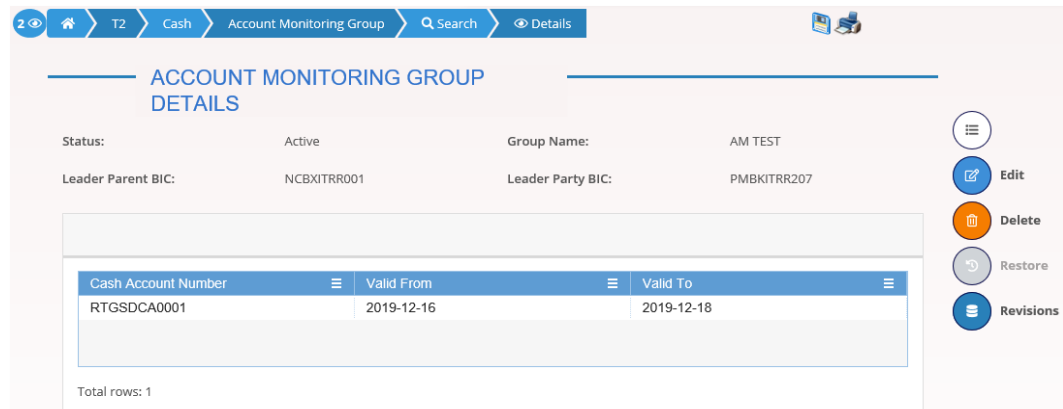 2 T2 Cash Account Monitoring Group Search Details
ACCOUNT MONITORING GROUP
DETAILS
Status: Active Group Name: AM TEST
Leader Parent BIC: NCBXITRR001 Leader Party BIC: PMBKITRR207
Edit
Delete
Restore
Revisions
Cash Account Number Valid From Valid To
RTGSDCA0001 2019-12-16 2019-12-18
Total rows: 1